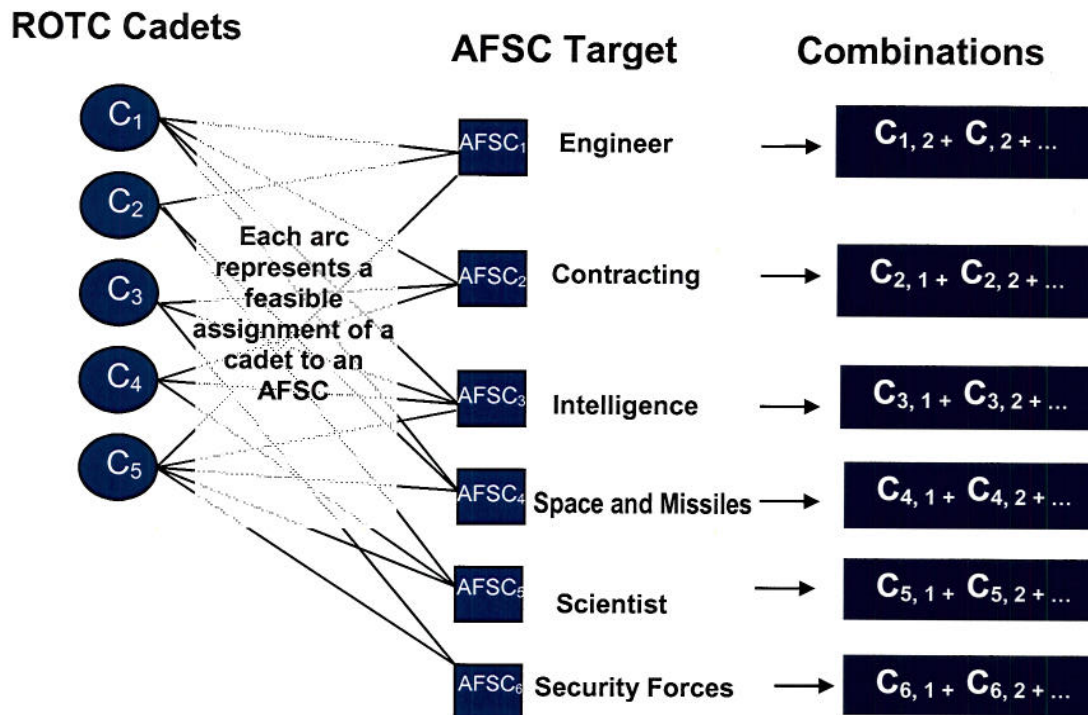 ROTC Cadets
AFSC Target
Combinations
C1
C2
C3
C4
C5
Each arc
represents a
feasible
assignment of a
cadet to an
AFSC
AFSC1 Engineer C1, 2 + C, 2 + ...
AFSC2 Contracting C2, 1 + C2, 2 + ...
AFSC3 Intelligence C3, 1 + C3, 2 + ...
AFSC4 Space and Missiles C4, 1 + C4, 2 + ...
AFSC5 Scientist C5, 1 + C5, 2 + ...
AFSC6 Security Forces C6, 1 + C6, 2 + ...